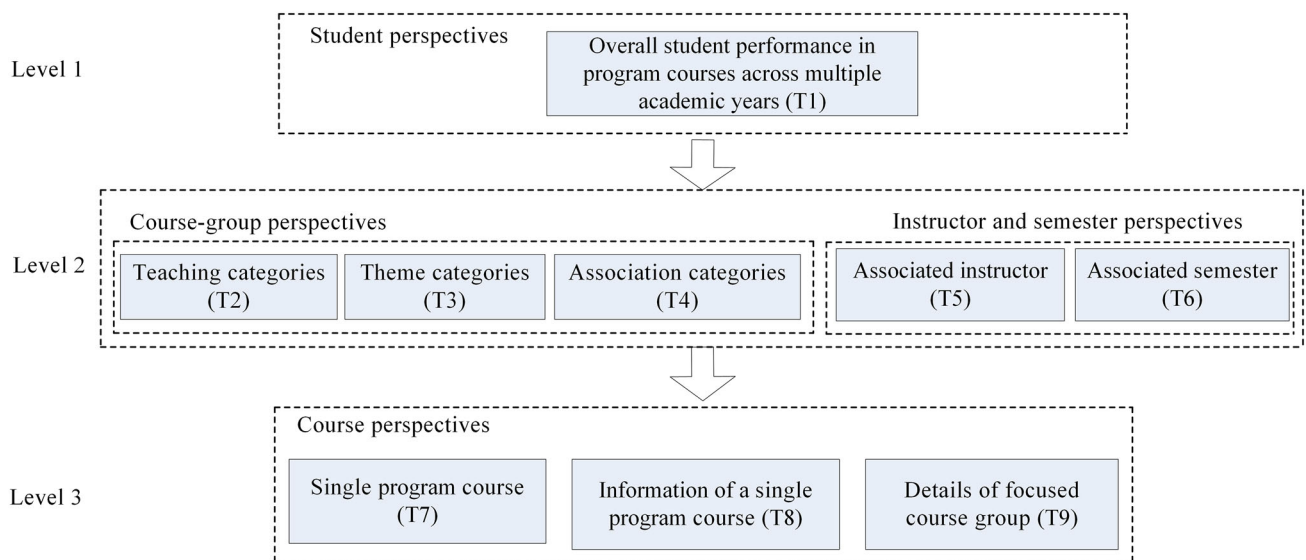 Student perspectives
Level 1
Overall student performance in
program courses across multiple
academic years (T1)
Course-group perspectives
Instructor and semester perspectives
Level 2
Teaching categories
(T2)
Theme categories
(T3)
Association categories
(T4)
Associated instructor
(T5)
Associated semester
(T6)
Course perspectives
Level 3
Single program course
(T7)
Information of a single
program course (T8)
Details of focused
course group (T9)